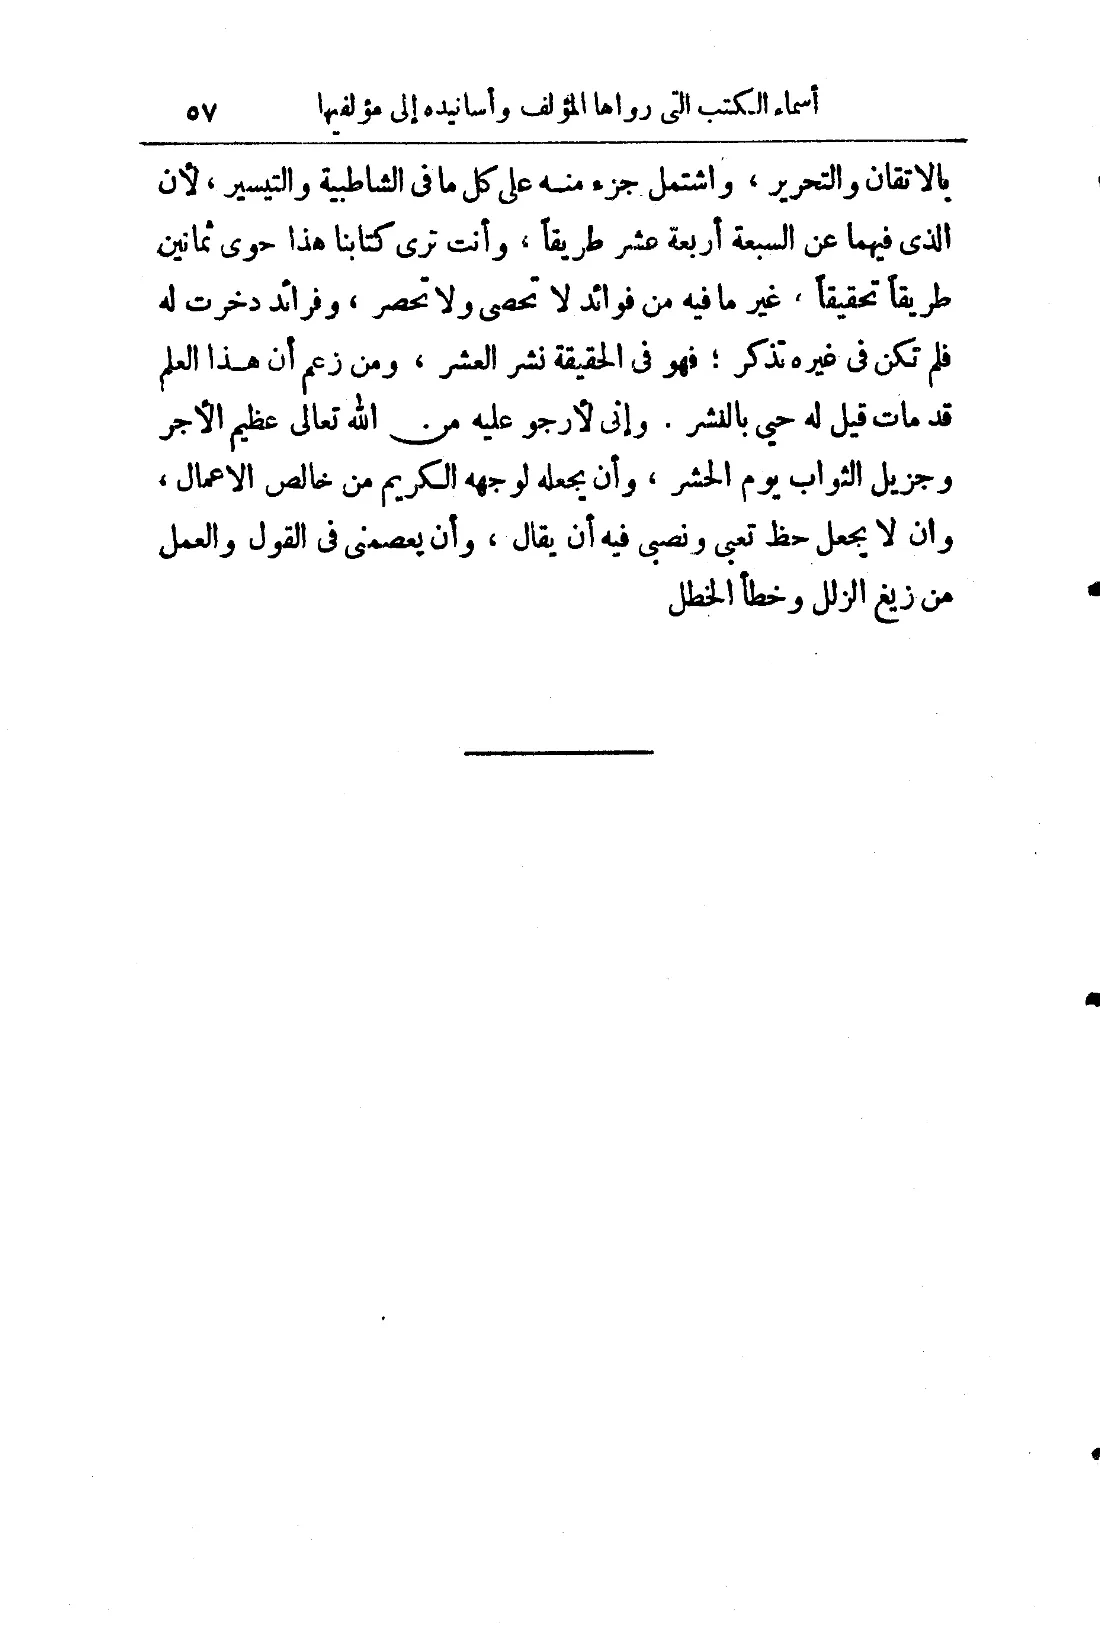 أسماء الكتب التى رواها المؤلف وأسانيده إلى مؤلفيها ٥٧
بالاتقان والتحرير ، واشتمل جزء منه على كل ما فى الشاطبية والتيسير ، لأن
الذى فيهما عن السبعة أربعة عشر طريقاً ، وأنت ترى كتابنا هذا حوى ثمانين
طريقاً تحقيقاً ، غير ما فيه من فوائد لا تحصى ولا تحصر ، وفرائد دخرت له
فلم تكن فى غيره تذكر ؛ فهو فى الحقيقة نشر العشر ، ومن زعم أن هذا العلم
قد مات قيل له حيي بالنشر . وإنى لأرجو عليه من الله تعالى عظيم الأجر
وجزيل الثواب يوم الحشر ، وأن يجعله لوجهه الكريم من خالص الاعمال ،
وان لا يجعل حظ تعبي ونصبي فيه أن يقال ، وأن يعصمنى فى القول والعمل
من زيغ الزلل وخطأ الخطل